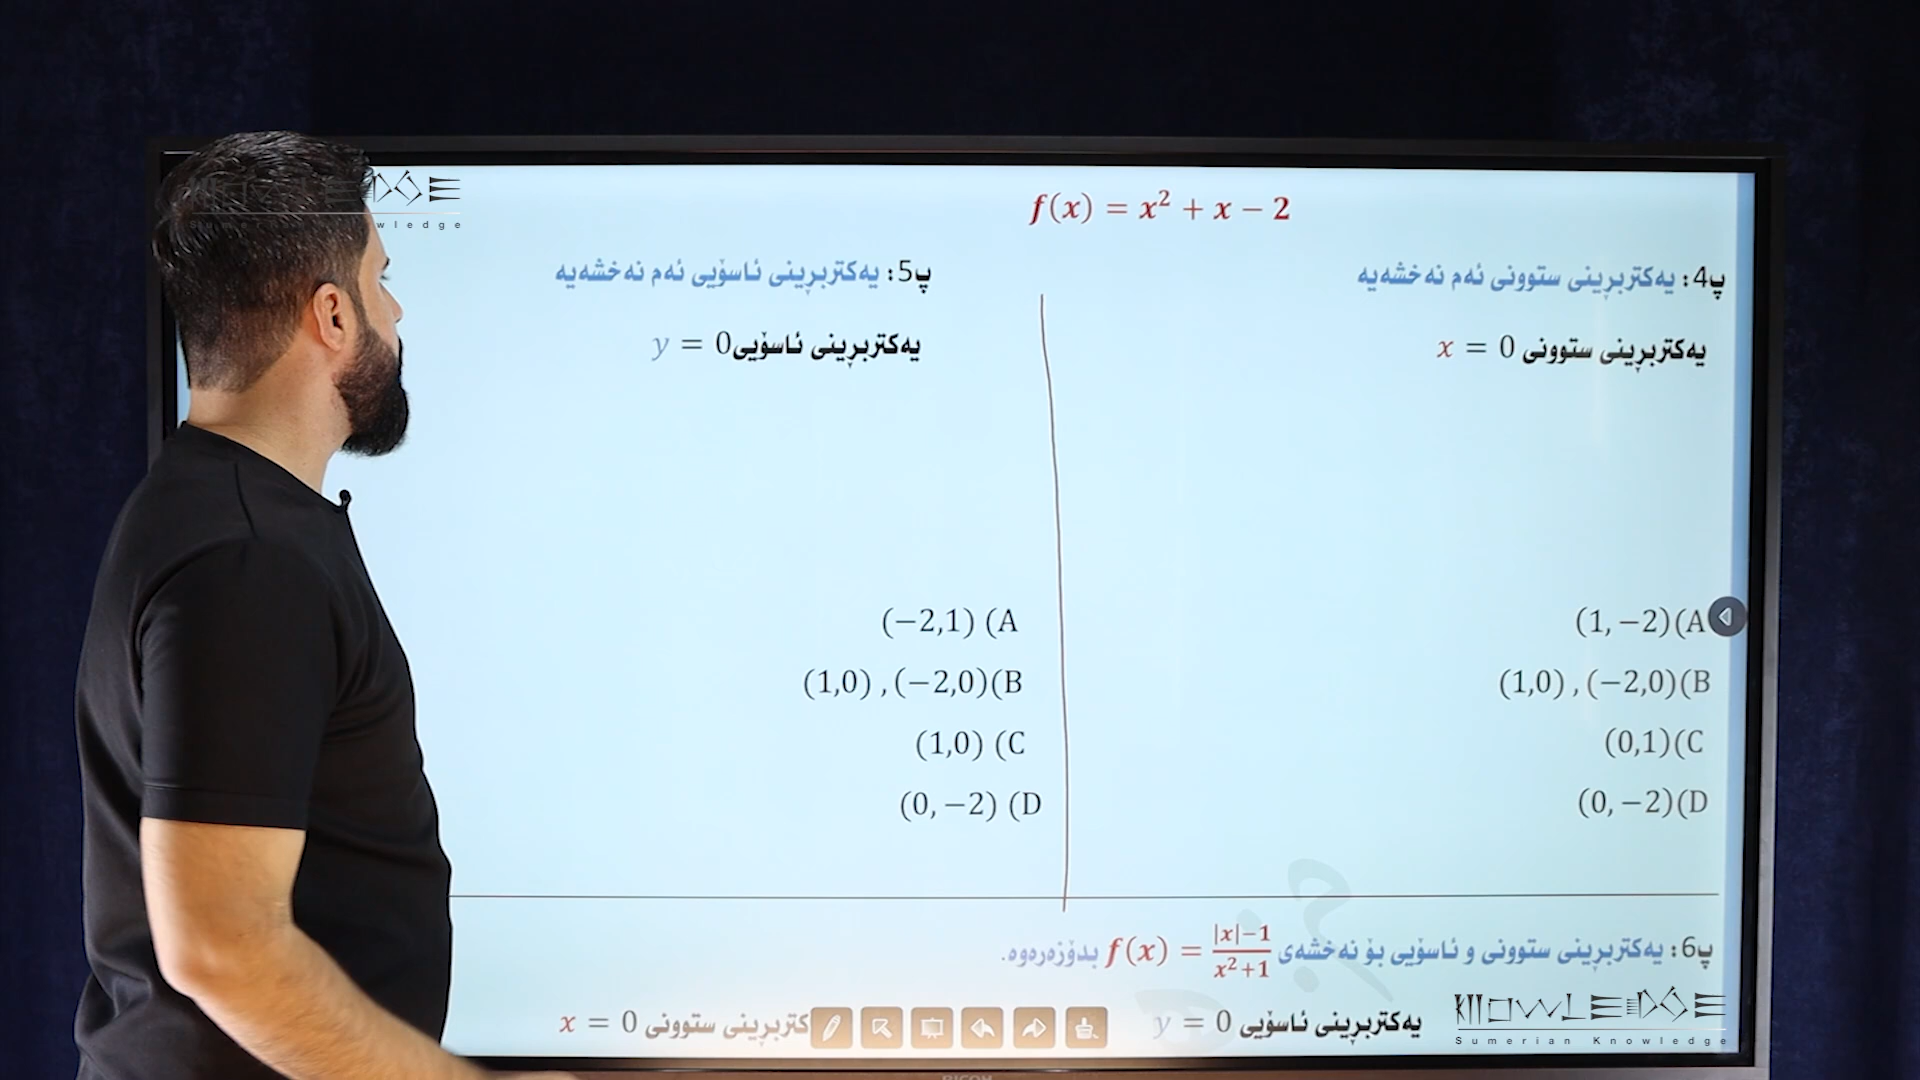 f(x) = x² + x − 2
پ4: یەکتربڕینی ستوونی ئەم نەخشەیە
یەکتربڕینی ستوونی x = 0
(1, −2)(A
(1,0) , (−2,0)(B
(0,1)(C
(0, −2)(D
پ5: یەکتربڕینی ئاسۆیی ئەم نەخشەیە
یەکتربڕینی ئاسۆیی y = 0
(−2,1) (A
(1,0) , (−2,0)(B
(1,0) (C
(0, −2) (D
پ6: یەکتربڕینی ستوونی و ئاسۆیی بۆ نەخشەی f(x) = |x|−1 / x²+1 بدۆزەرەوە.
یەکتربڕینی ئاسۆیی y = 0
کتربڕینی ستوونی x = 0
KNOWLEDGE
Sumerian Knowledge